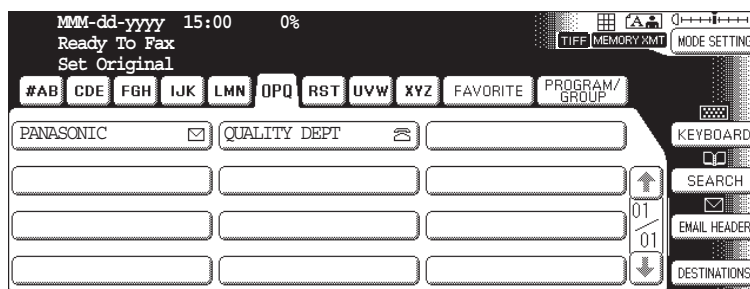 MMM-dd-yyyy 15:00 0%
Ready To Fax
Set Original
TIFF MEMORY XMT MODE SETTING
#AB CDE FGH IJK LMN OPQ RST UVW XYZ FAVORITE PROGRAM/
GROUP
PANASONIC QUALITY DEPT
KEYBOARD
SEARCH
01
01
EMAIL HEADER
DESTINATIONS